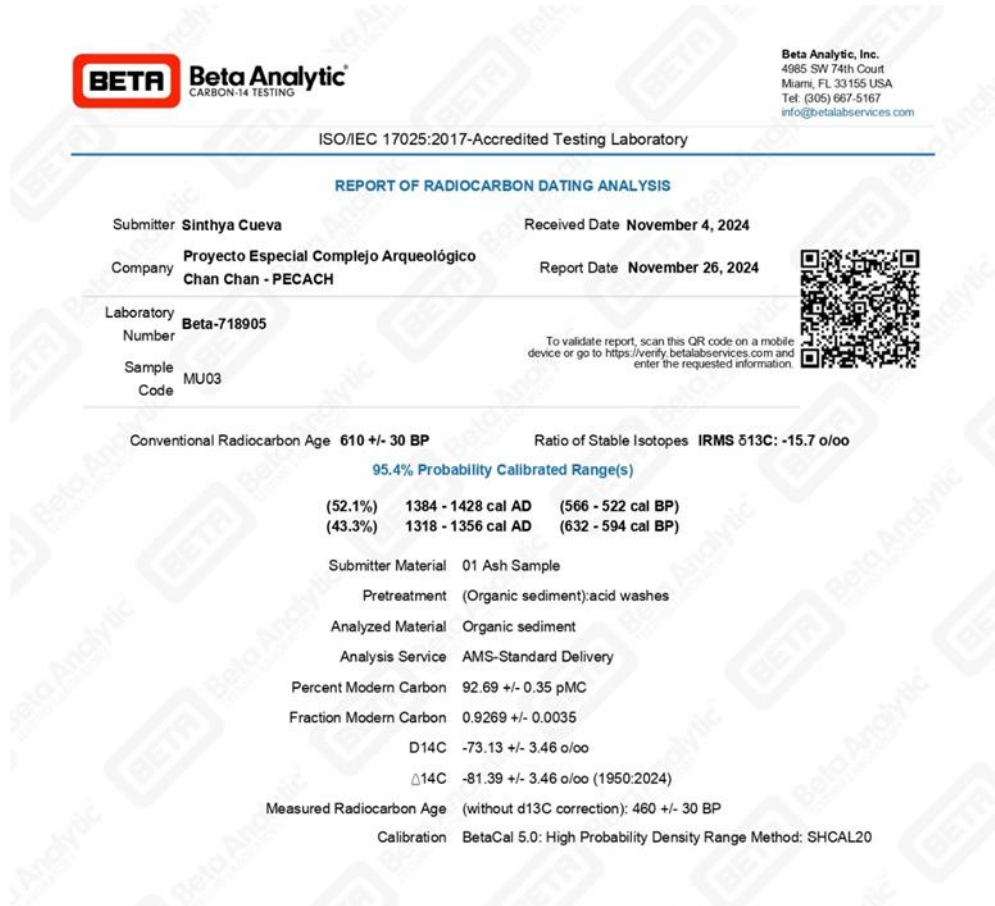 BETA Beta Analytic®
CARBON-14 TESTING
Beta Analytic, Inc.
4985 SW 74th Court
Miami, FL 33155 USA
Tel: (305) 667-5167
info@betalabservices.com
ISO/IEC 17025:2017-Accredited Testing Laboratory
REPORT OF RADIOCARBON DATING ANALYSIS
Submitter Sinthya Cueva
Received Date November 4, 2024
Company Proyecto Especial Complejo Arqueológico
Chan Chan - PECACH
Report Date November 26, 2024
Laboratory
Number Beta-718905
Sample
Code MU03
To validate report, scan this QR code on a mobile
device or go to https://verify.betalabservices.com and
enter the requested information.
Conventional Radiocarbon Age 610 +/- 30 BP
Ratio of Stable Isotopes IRMS δ13C: -15.7 o/oo
95.4% Probability Calibrated Range(s)
(52.1%) 1384 - 1428 cal AD (566 - 522 cal BP)
(43.3%) 1318 - 1356 cal AD (632 - 594 cal BP)
Submitter Material 01 Ash Sample
Pretreatment (Organic sediment):acid washes
Analyzed Material Organic sediment
Analysis Service AMS-Standard Delivery
Percent Modern Carbon 92.69 +/- 0.35 pMC
Fraction Modern Carbon 0.9269 +/- 0.0035
D14C -73.13 +/- 3.46 o/oo
△14C -81.39 +/- 3.46 o/oo (1950:2024)
Measured Radiocarbon Age (without d13C correction): 460 +/- 30 BP
Calibration BetaCal 5.0: High Probability Density Range Method: SHCAL20